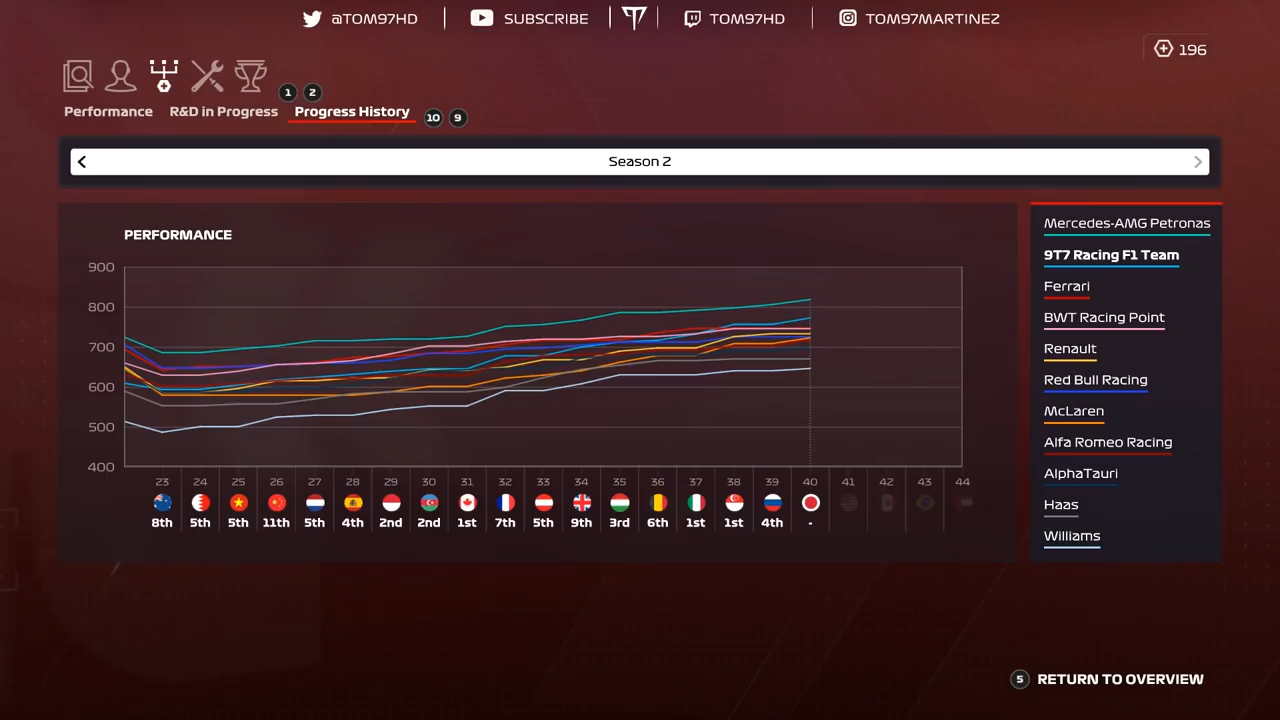 @TOM97HD SUBSCRIBE TOM97HD TOM97MARTINEZ
196
1 2
Performance R&D in Progress Progress History 10 9
Season 2
PERFORMANCE
900
800
700
600
500
400
23 24 25 26 27 28 29 30 31 32 33 34 35 36 37 38 39 40 41 42 43 44
8th 5th 5th 11th 5th 4th 2nd 2nd 1st 7th 5th 9th 3rd 6th 1st 1st 4th -
Mercedes-AMG Petronas
9T7 Racing F1 Team
Ferrari
BWT Racing Point
Renault
Red Bull Racing
McLaren
Alfa Romeo Racing
AlphaTauri
Haas
Williams
5 RETURN TO OVERVIEW